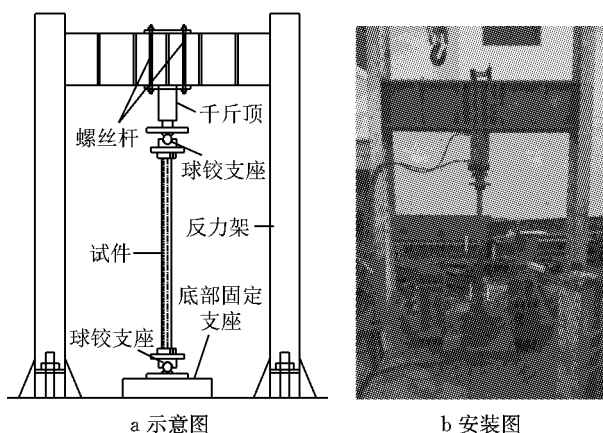 千斤顶
螺丝杆
球铰支座
反力架
试件
底部固定
支座
球铰支座
a 示意图
b 安装图